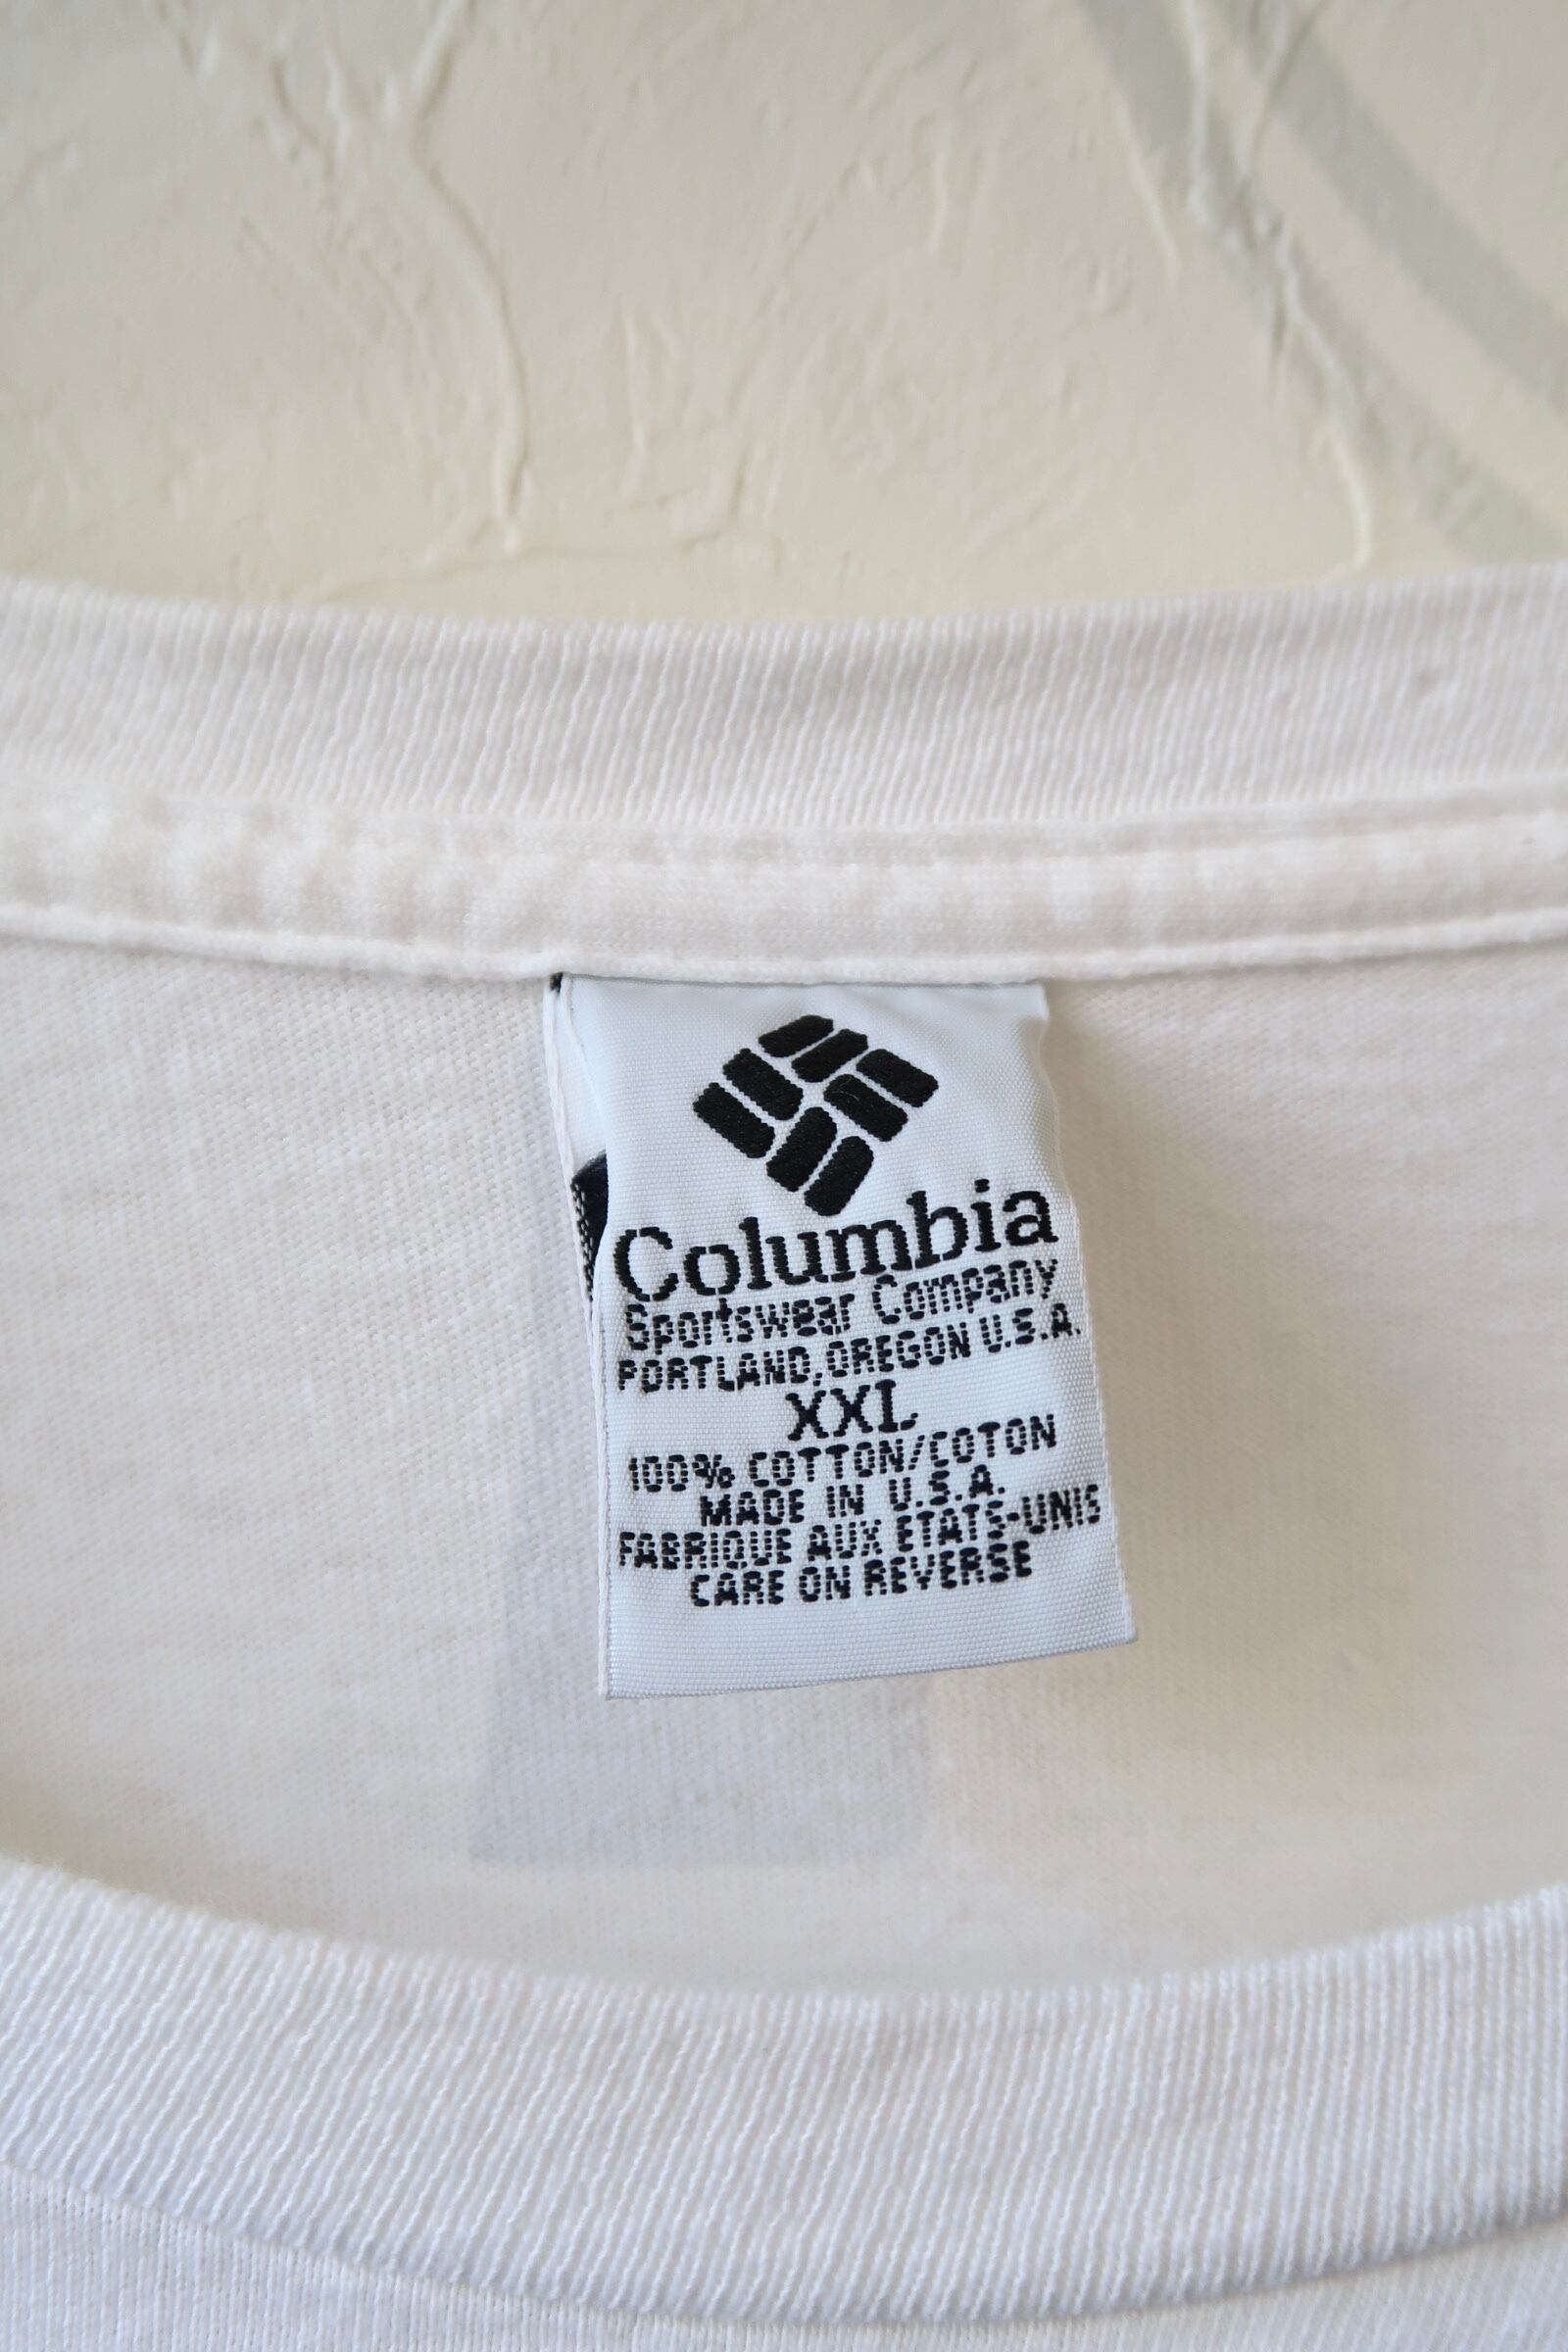 Columbia
Sportswear Company
PORTLAND, OREGON U.S.A.
XXL
100% COTTON/COTON
MADE IN U.S.A.
FABRIQUE AUX ETATS-UNIS
CARE ON REVERSE